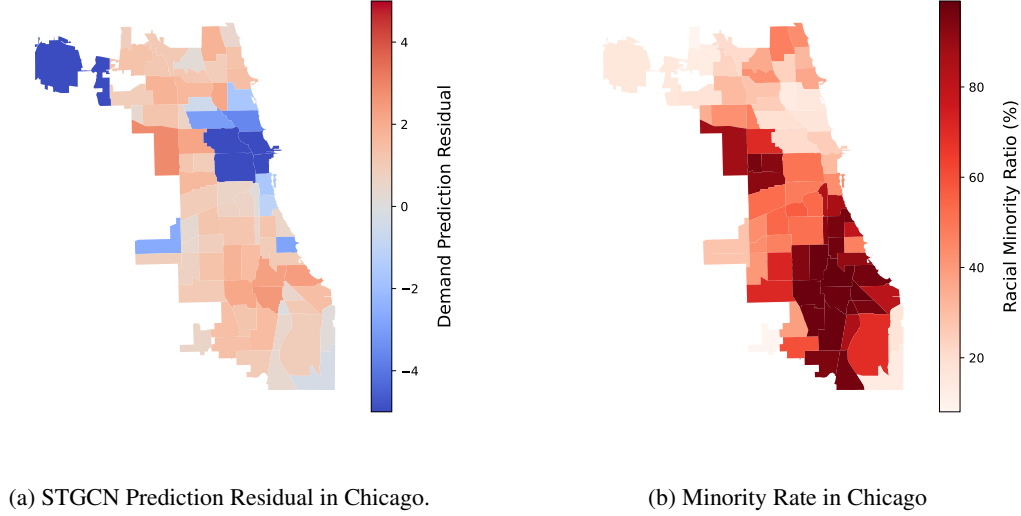 4
2
0
−2
−4
Demand Prediction Residual
80
60
40
20
Racial Minority Ratio (%)
(a) STGCN Prediction Residual in Chicago.
(b) Minority Rate in Chicago